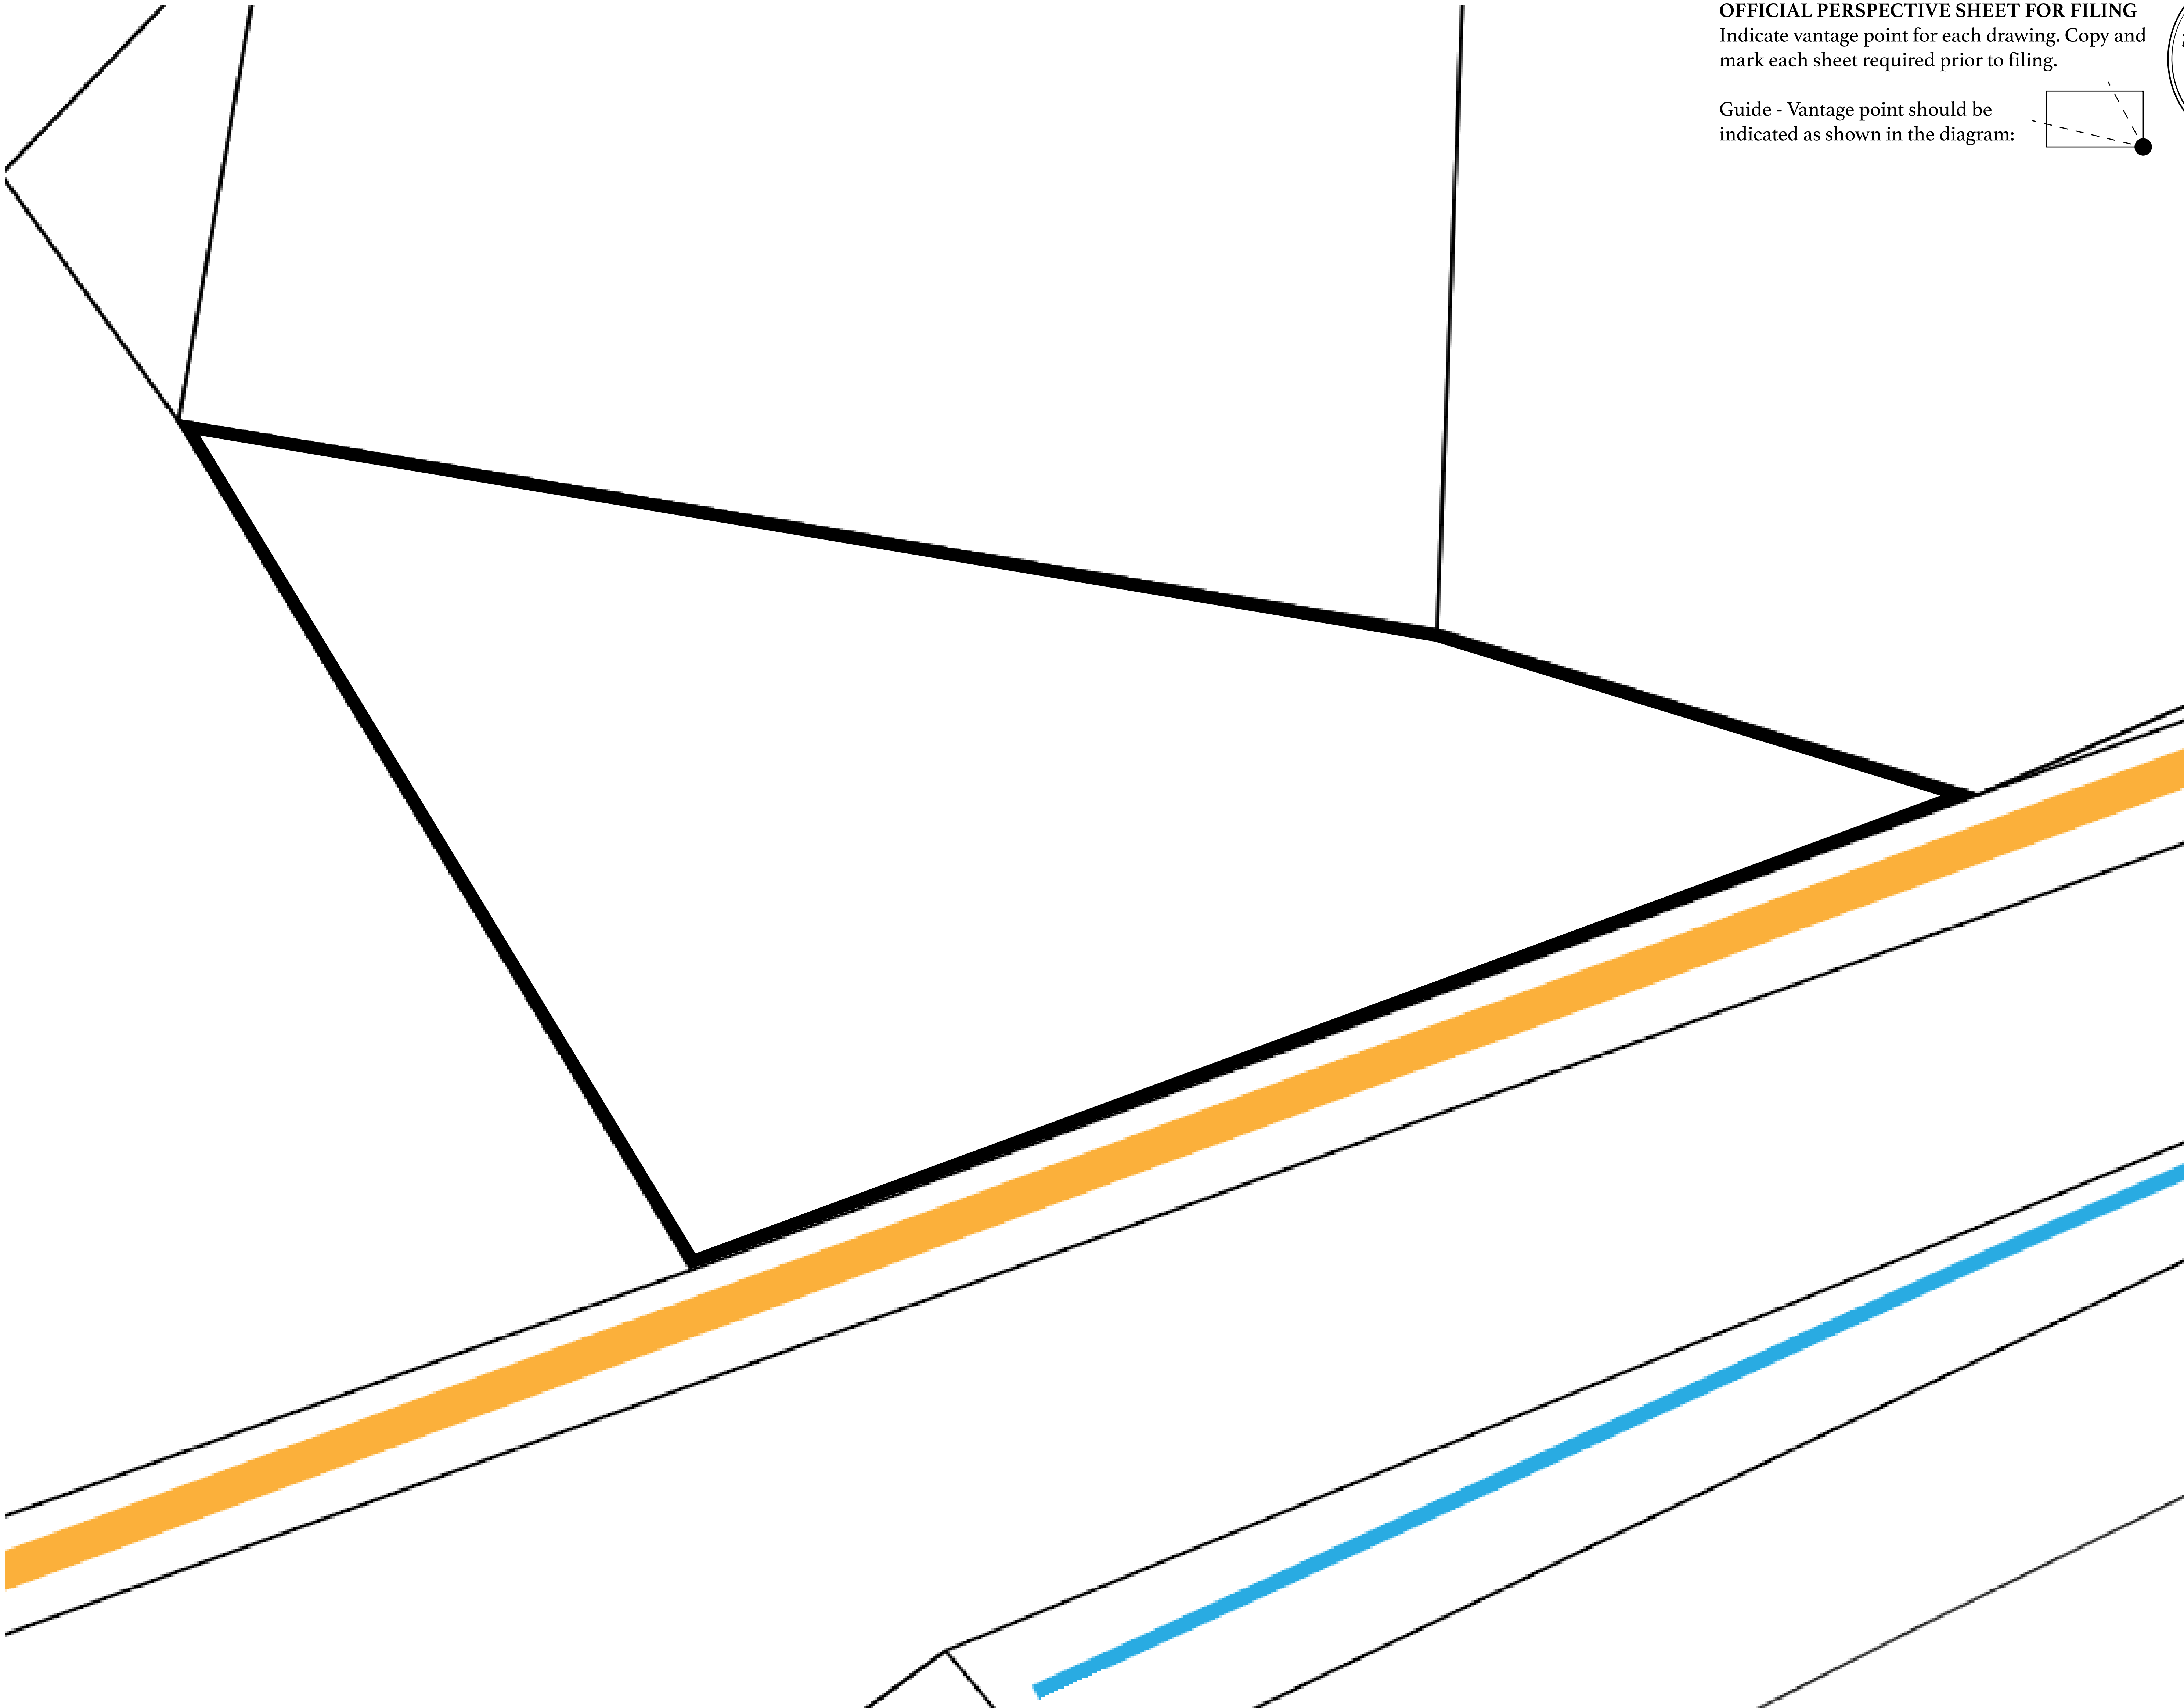 OFFICIAL PERSPECTIVE SHEET FOR FILING
Indicate vantage point for each drawing. Copy and
mark each sheet required prior to filing.
Guide - Vantage point should be
indicated as shown in the diagram: